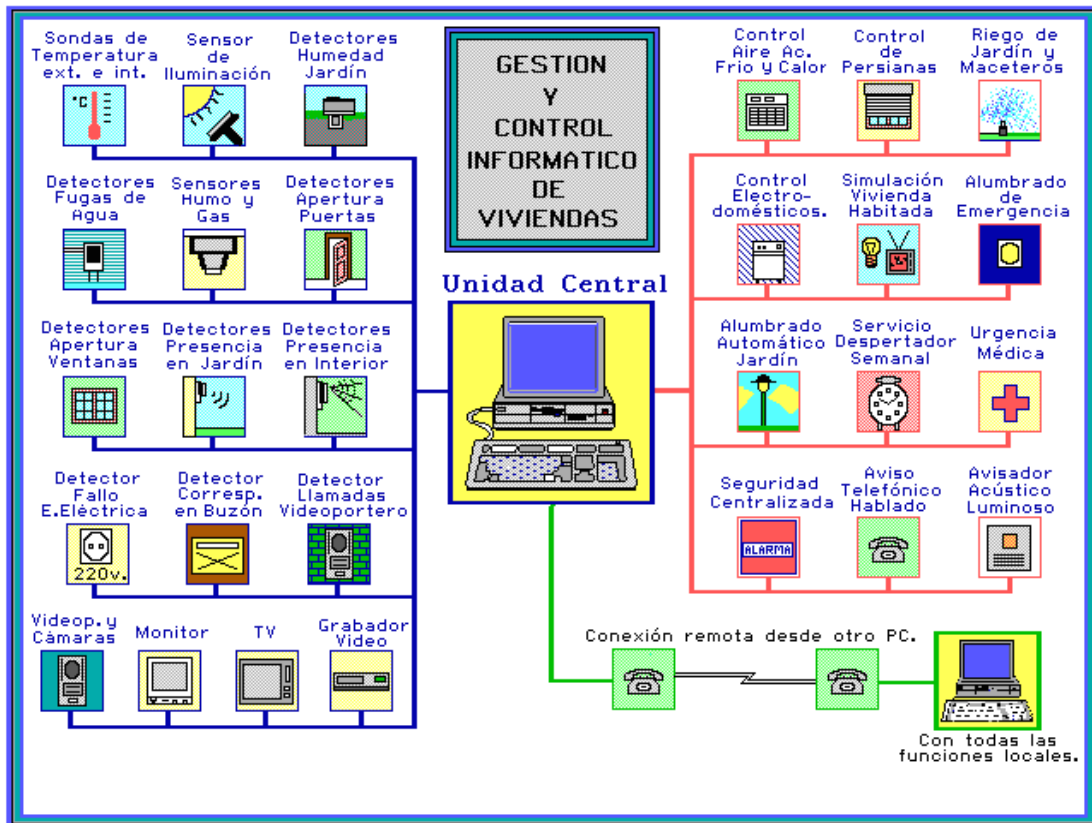 Sondas de
Temperatura
ext. e int.
Sensor
de
Iluminación
Detectores
Humedad
Jardín
°C
GESTION
Y
CONTROL
INFORMATICO
DE
VIVIENDAS
Control
Aire Ac.
Frio y Calor
Control
de
Persianas
Riego de
Jardín y
Maceteros
Detectores
Fugas de
Agua
Sensores
Humo y
Gas
Detectores
Apertura
Puertas
Control
Electro-
domésticos.
Simulación
Vivienda
Habitada
Alumbrado
de
Emergencia
Unidad Central
Detectores
Apertura
Ventanas
Detectores
Presencia
en Jardín
Detectores
Presencia
en Interior
Alumbrado
Automático
Jardín
Servicio
Despertador
Semanal
Urgencia
Médica
Detector
Fallo
E.Eléctrica
220v.
Detector
Corresp.
en Buzón
Detector
Llamadas
Videoportero
Seguridad
Centralizada
ALARMA
Aviso
Telefónico
Hablado
Avisador
Acústico
Luminoso
Videop. y
Cámaras
Monitor
TV
Grabador
Video
Conexión remota desde otro PC.
Con todas las
funciones locales.